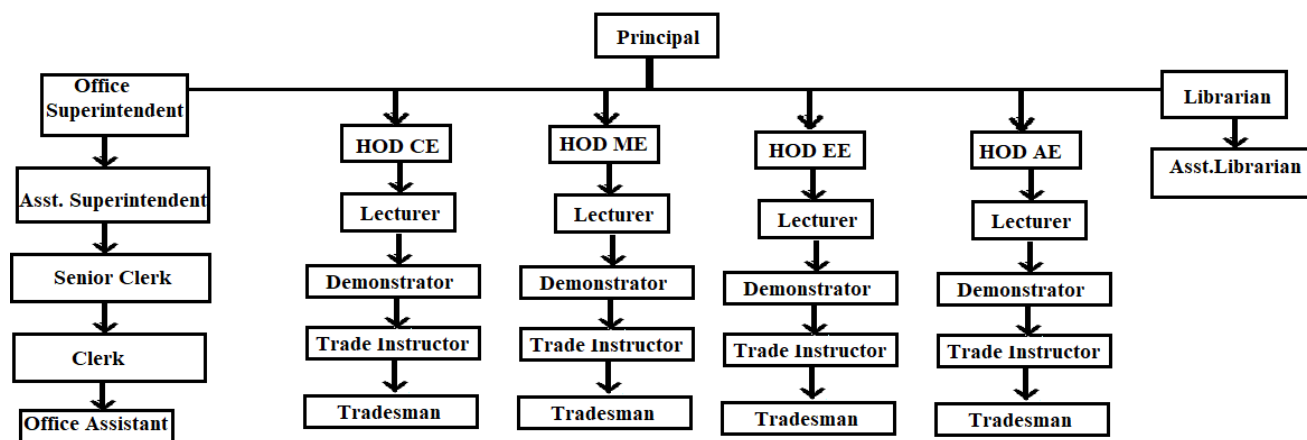 Principal
Office
Superintendent
Librarian
HOD CE
HOD ME
HOD EE
HOD AE
Asst.Librarian
Asst. Superintendent
Lecturer
Lecturer
Lecturer
Lecturer
Senior Clerk
Demonstrator
Demonstrator
Demonstrator
Demonstrator
Clerk
Trade Instructor
Trade Instructor
Trade Instructor
Trade Instructor
Office Assistant
Tradesman
Tradesman
Tradesman
Tradesman